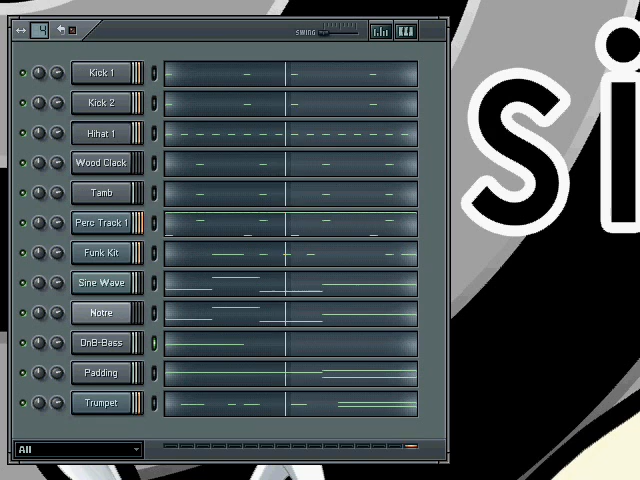 4
SWING
Kick 1
Kick 2
Hihat 1
Wood Clack
Tamb
Perc Track 1
Funk Kit
Sine Wave
Notre
DnB-Bass
Padding
Trumpet
All
si